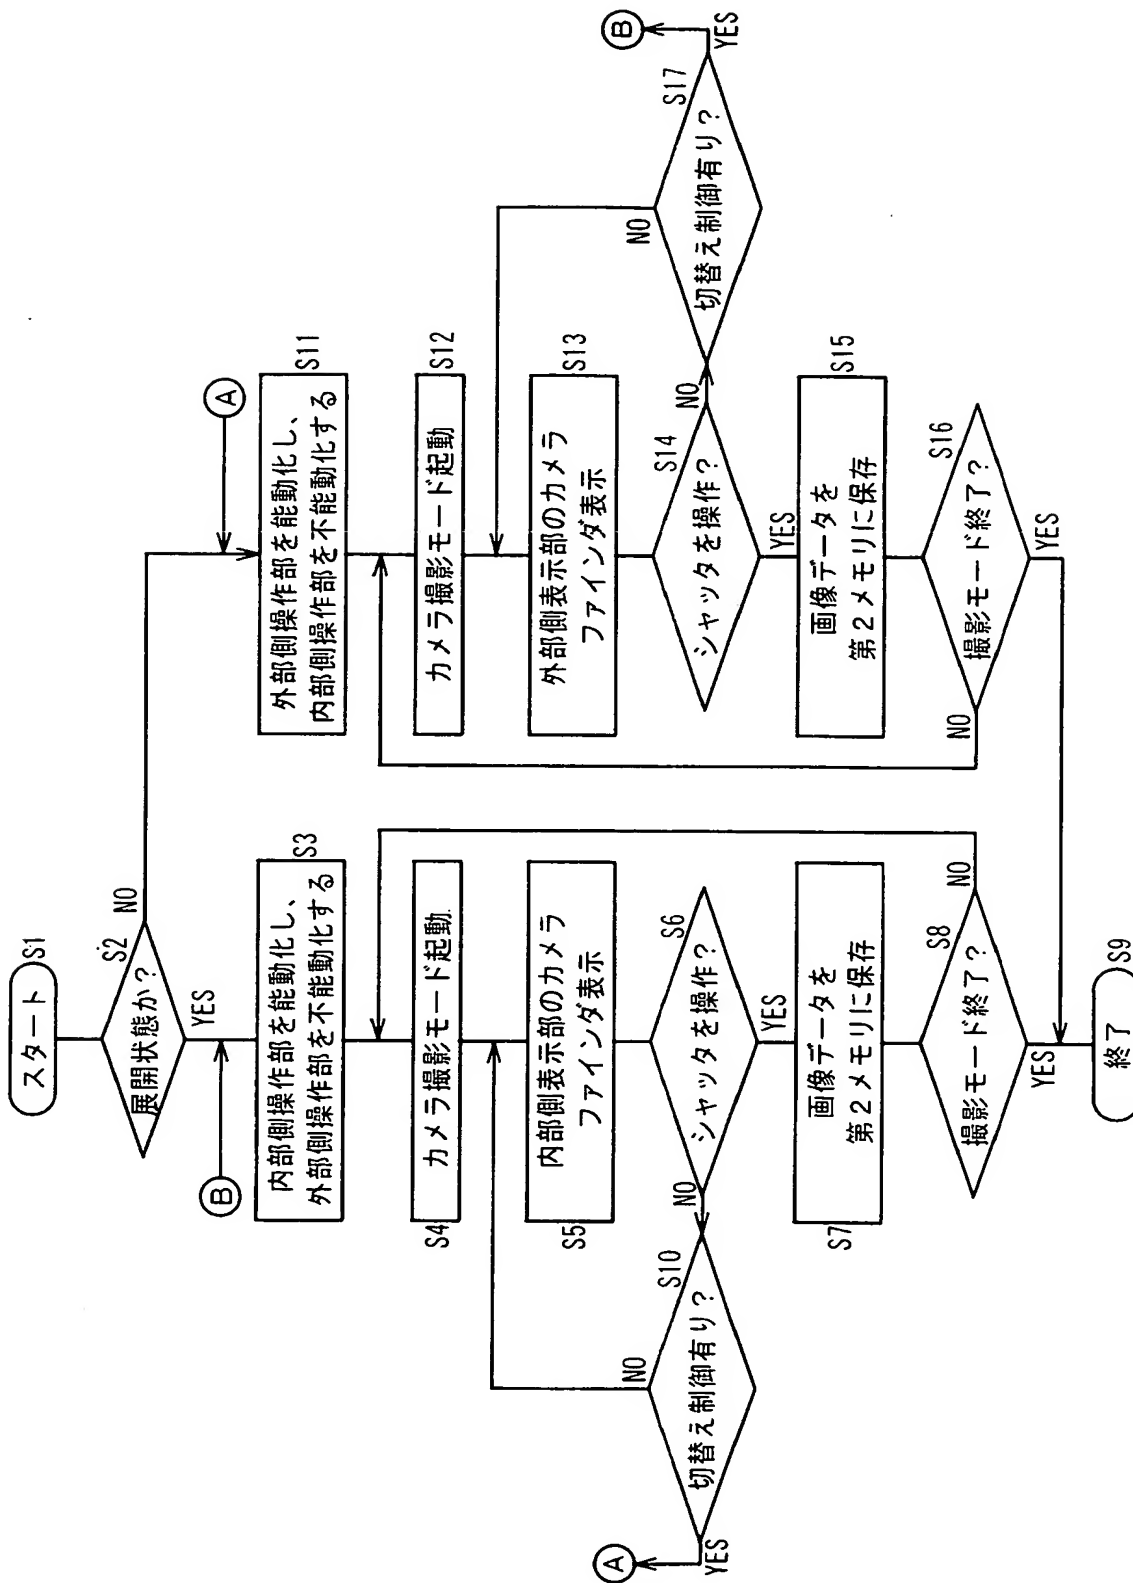 スタート
S1
展開状態か?
S2
YES
NO
B
内部側操作部を能動化し、
外部側操作部を不能動化する
S3
カメラ撮影モード起動
S4
内部側表示部のカメラ
ファインダ表示
S5
シャッタを操作?
S6
YES
NO
画像データを
第2メモリに保存
S7
撮影モード終了?
S8
NO
YES
終了
S9
切替え制御有り?
S10
NO
YES
A
A
外部側操作部を能動化し、
内部側操作部を不能動化する
S11
カメラ撮影モード起動
S12
外部側表示部のカメラ
ファインダ表示
S13
シャッタを操作?
S14
NO
YES
画像データを
第2メモリに保存
S15
撮影モード終了?
S16
NO
YES
切替え制御有り?
S17
NO
YES
B